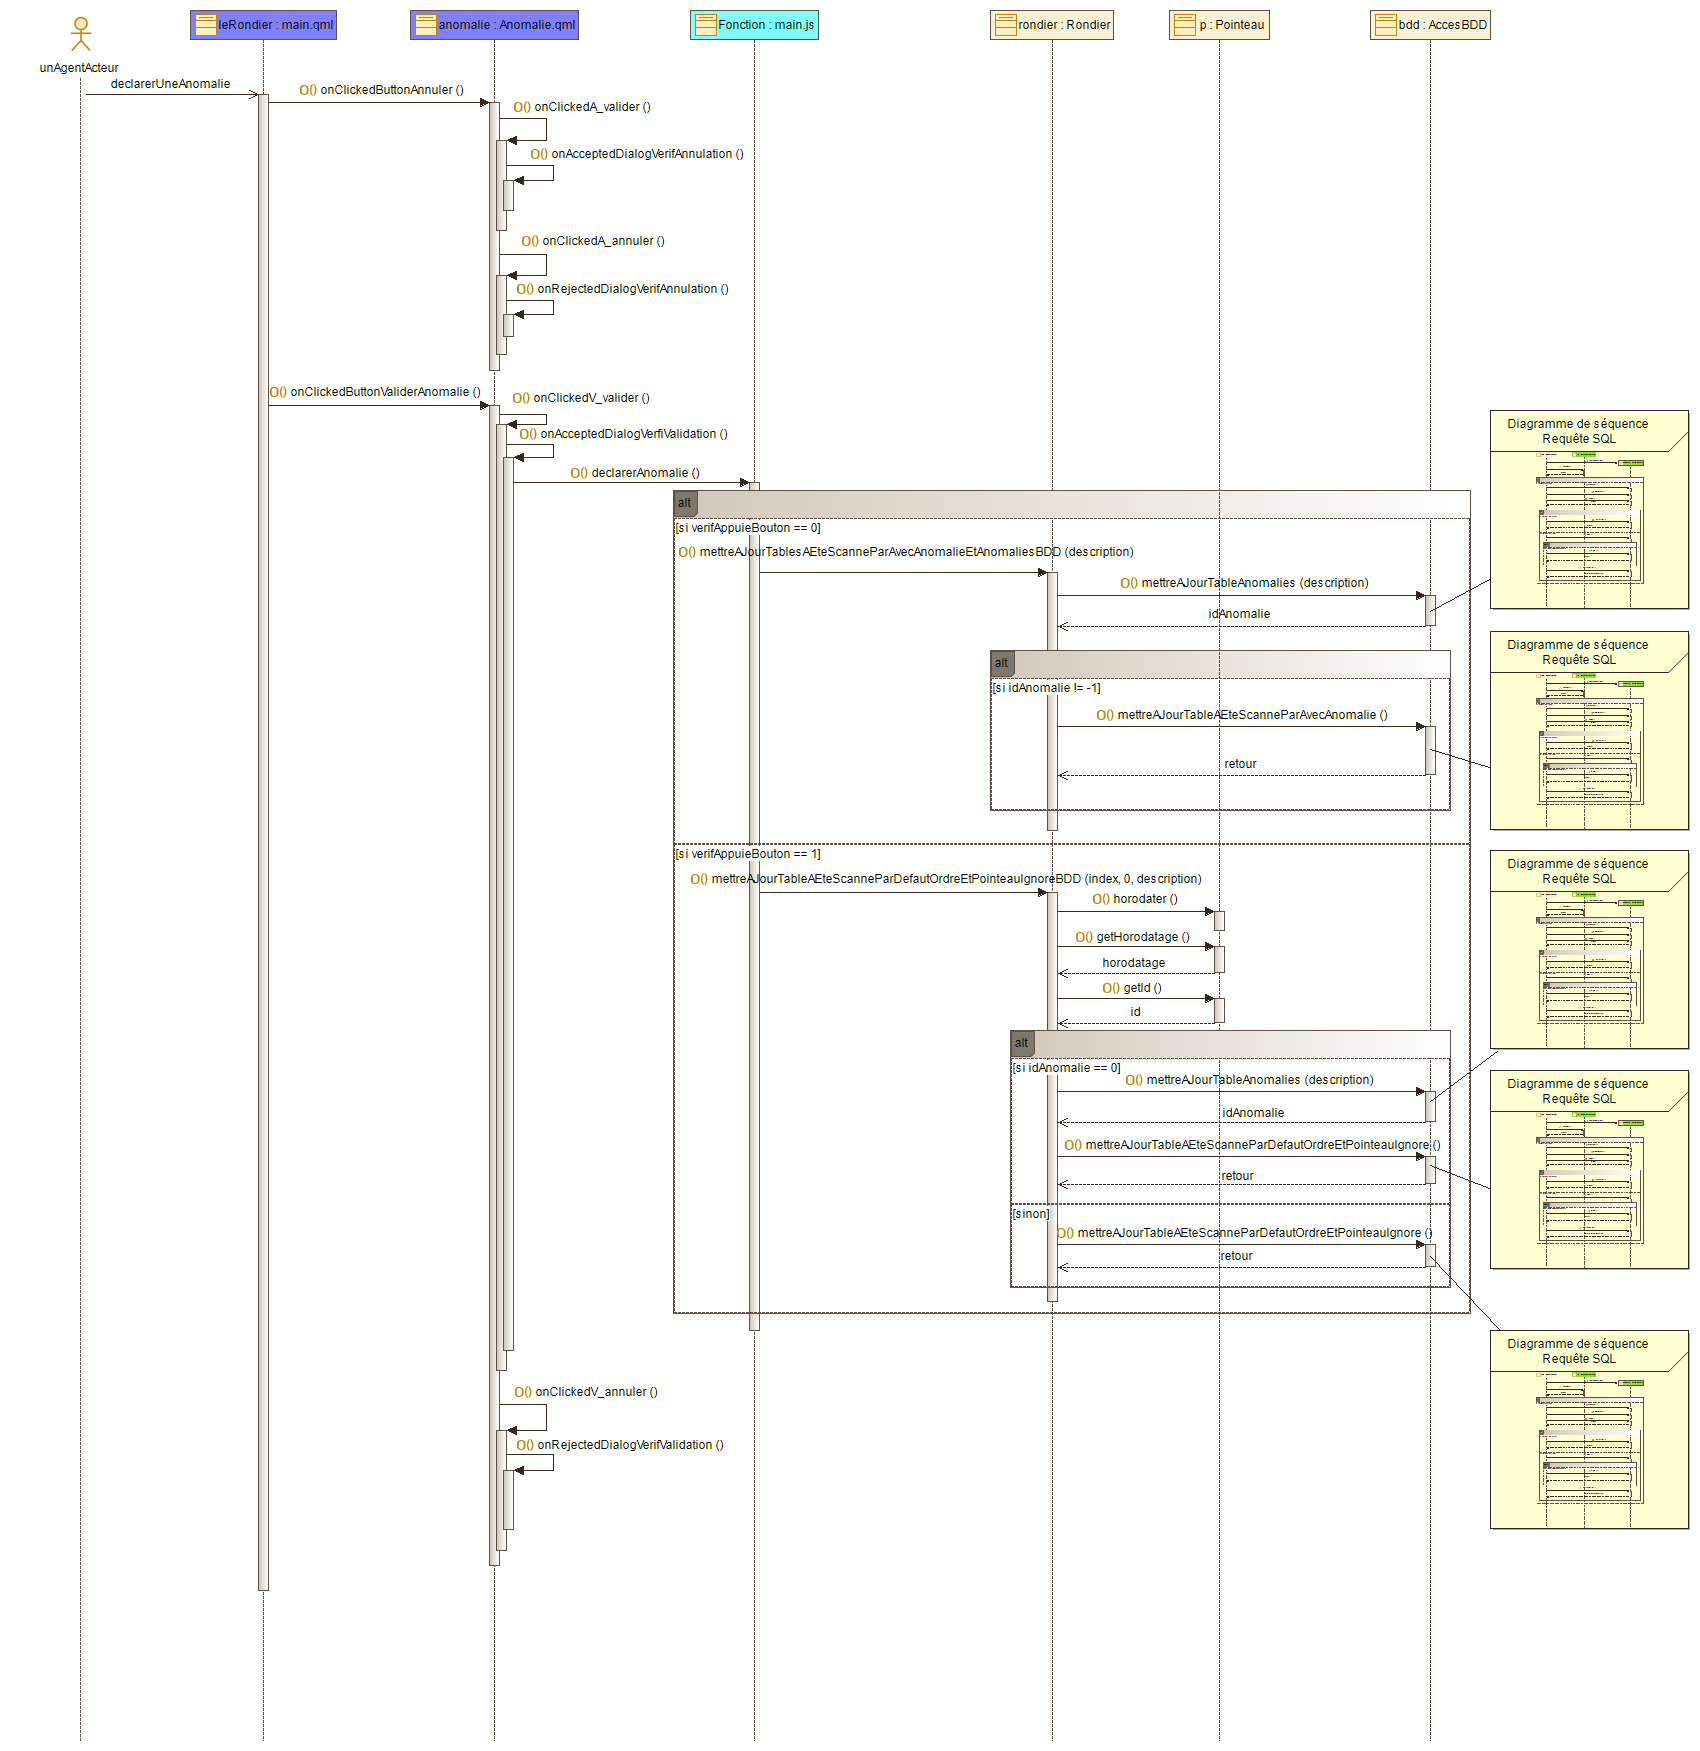 leRondier : main.qml
anomalie : Anomalie.qml
Fonction : main.js
rondier : Rondier
p : Pointeau
bdd : AccesBDD
unAgentActeur
declarerUneAnomalie
O() onClickedButtonAnnuler ()
O() onClickedA_valider ()
O() onAcceptedDialogVerifAnnulation ()
O() onClickedA_annuler ()
O() onRejectedDialogVerifAnnulation ()
O() onClickedButtonValiderAnomalie ()
O() onClickedV_valider ()
O() onAcceptedDialogVerfiValidation ()
O() declarerAnomalie ()
alt
[si verifAppuieBouton == 0]
O() mettreAJourTablesAEteScanneParAvecAnomalieEtAnomaliesBDD (description)
O() mettreAJourTableAnomalies (description)
idAnomalie
alt
[si idAnomalie != -1]
O() mettreAJourTableAEteScanneParAvecAnomalie ()
retour
[si verifAppuieBouton == 1]
O() mettreAJourTableAEteScanneParDefautOrdreEtPointeauIgnoreBDD (index, 0, description)
O() horodater ()
O() getHorodatage ()
horodatage
O() getId ()
id
alt
[si idAnomalie == 0]
O() mettreAJourTableAnomalies (description)
idAnomalie
O() mettreAJourTableAEteScanneParDefautOrdreEtPointeauIgnore ()
retour
[sinon]
O() mettreAJourTableAEteScanneParDefautOrdreEtPointeauIgnore ()
retour
O() onClickedV_annuler ()
O() onRejectedDialogVerifValidation ()
Diagramme de séquence
Requête SQL
Diagramme de séquence
Requête SQL
Diagramme de séquence
Requête SQL
Diagramme de séquence
Requête SQL
Diagramme de séquence
Requête SQL